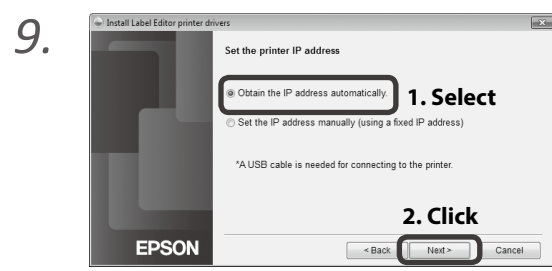 9.
Install Label Editor printer drivers
Set the printer IP address
Obtain the IP address automatically.
1. Select
Set the IP address manually (using a fixed IP address)
*A USB cable is needed for connecting to the printer.
2. Click
EPSON
< Back
Next >
Cancel